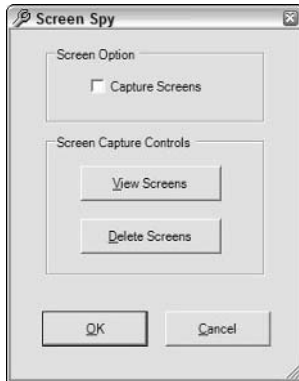 Screen Spy
Screen Option
Capture Screens
Screen Capture Controls
View Screens
Delete Screens
OK
Cancel